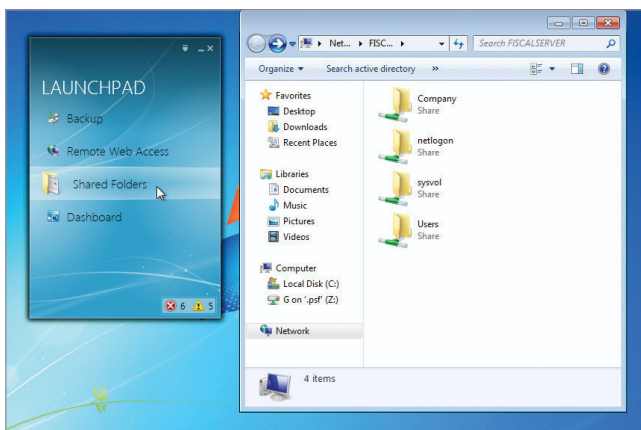 LAUNCHPAD
Backup
Remote Web Access
Shared Folders
Dashboard
6 5
Net... FISC...
Search FISCALSERVER
Organize Search active directory »
Favorites
Desktop
Downloads
Recent Places
Libraries
Documents
Music
Pictures
Videos
Computer
Local Disk (C:)
G on '.psf' (Z:)
Network
Company
Share
netlogon
Share
sysvol
Share
Users
Share
4 items